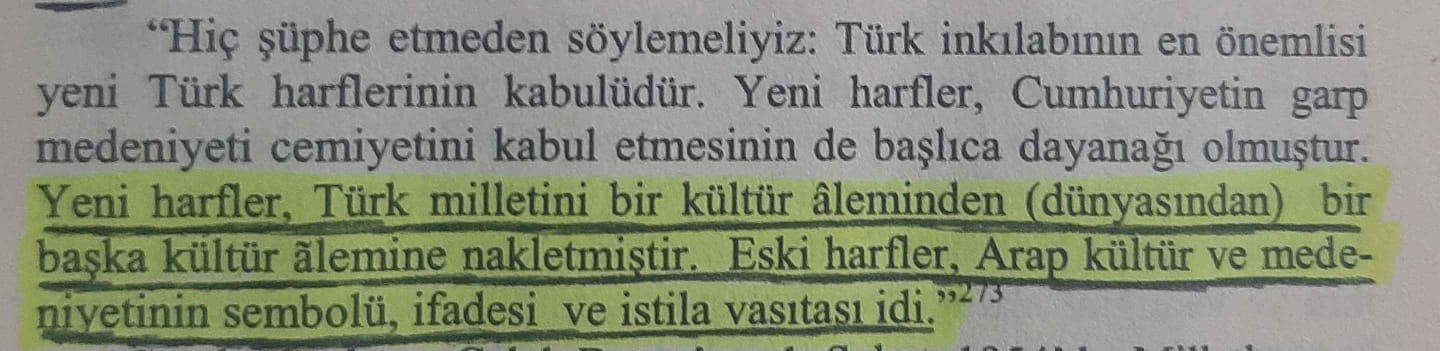 “Hiç şüphe etmeden söylemeliyiz: Türk inkılabının en önemlisi
yeni Türk harflerinin kabulüdür. Yeni harfler, Cumhuriyetin garp
medeniyeti cemiyetini kabul etmesinin de başlıca dayanağı olmuştur.
Yeni harfler, Türk milletini bir kültür âleminden (dünyasından) bir
başka kültür ãlemine nakletmiştir. Eski harfler, Arap kültür ve mede-
niyetinin sembolü, ifadesi ve istila vasıtası idi.”273